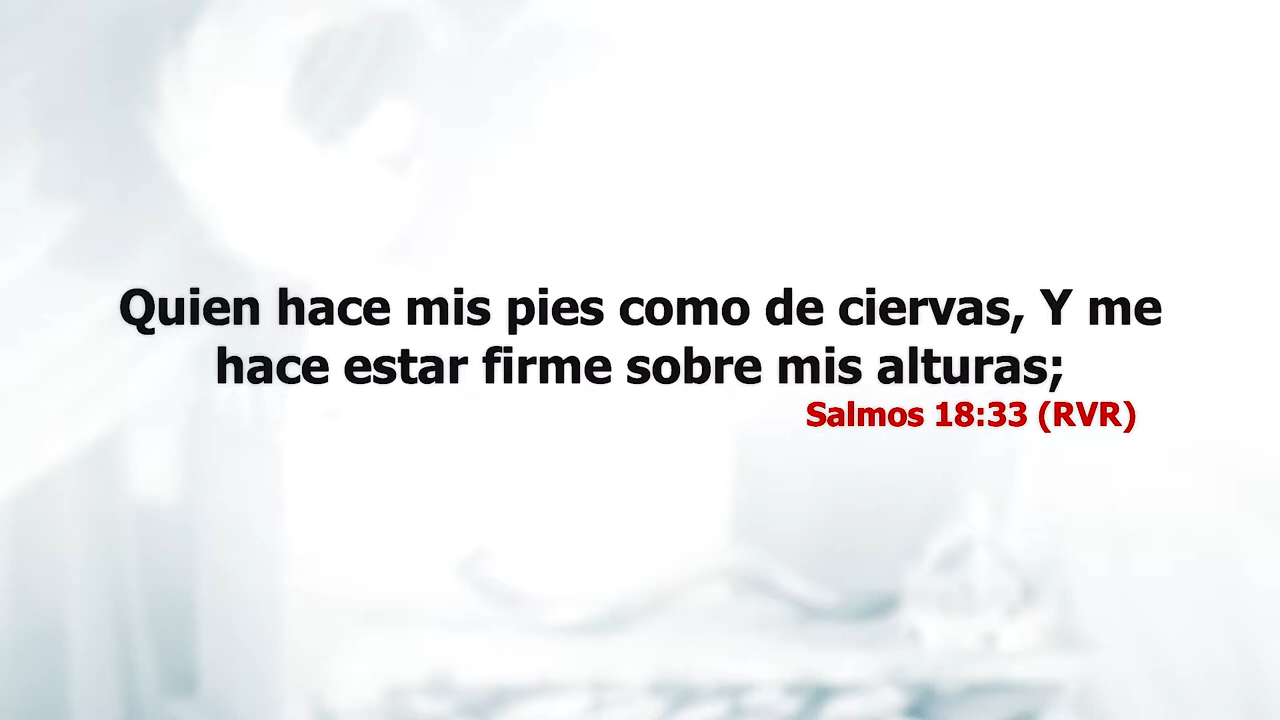 Quien hace mis pies como de ciervas, Y me
hace estar firme sobre mis alturas;
Salmos 18:33 (RVR)